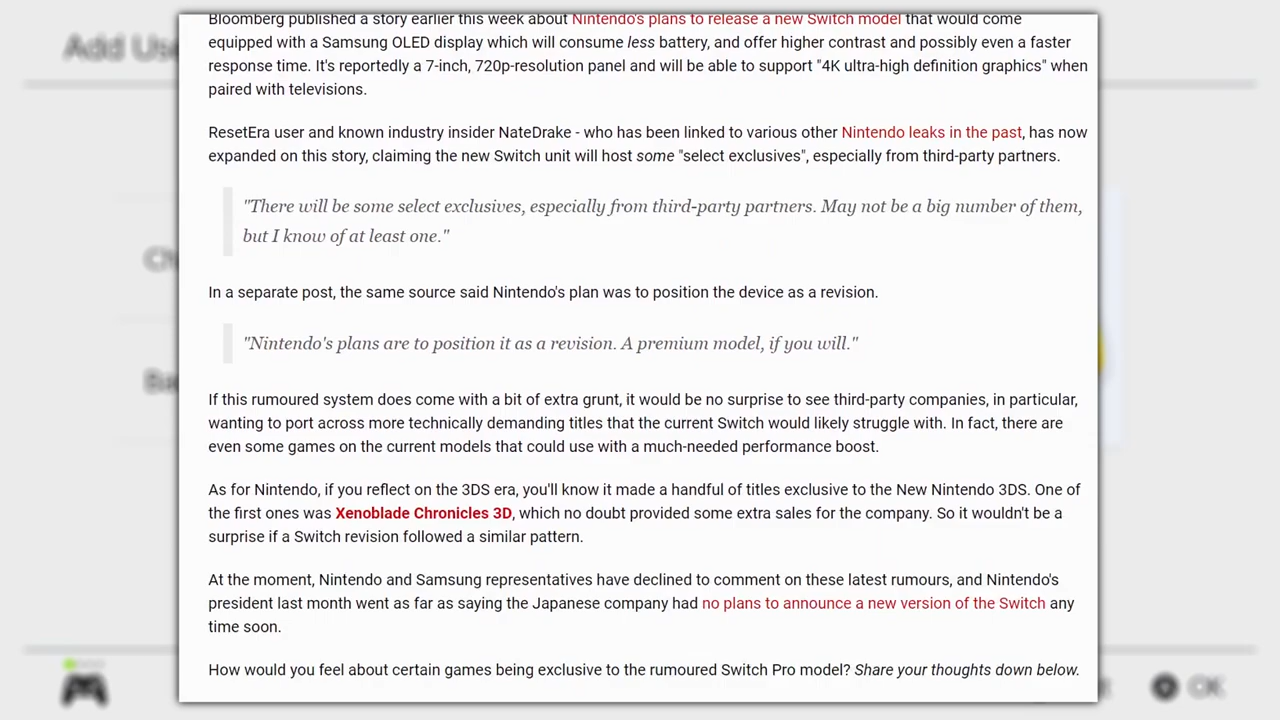 Add Use
Bloomberg published a story earlier this week about Nintendo's plans to release a new Switch model that would come
equipped with a Samsung OLED display which will consume less battery, and offer higher contrast and possibly even a faster
response time. It's reportedly a 7-inch, 720p-resolution panel and will be able to support "4K ultra-high definition graphics" when
paired with televisions.
ResetEra user and known industry insider NateDrake - who has been linked to various other Nintendo leaks in the past, has now
expanded on this story, claiming the new Switch unit will host some "select exclusives", especially from third-party partners.
"There will be some select exclusives, especially from third-party partners. May not be a big number of them,
but I know of at least one."
In a separate post, the same source said Nintendo's plan was to position the device as a revision.
"Nintendo's plans are to position it as a revision. A premium model, if you will."
If this rumoured system does come with a bit of extra grunt, it would be no surprise to see third-party companies, in particular,
wanting to port across more technically demanding titles that the current Switch would likely struggle with. In fact, there are
even some games on the current models that could use with a much-needed performance boost.
As for Nintendo, if you reflect on the 3DS era, you'll know it made a handful of titles exclusive to the New Nintendo 3DS. One of
the first ones was Xenoblade Chronicles 3D, which no doubt provided some extra sales for the company. So it wouldn't be a
surprise if a Switch revision followed a similar pattern.
At the moment, Nintendo and Samsung representatives have declined to comment on these latest rumours, and Nintendo's
president last month went as far as saying the Japanese company had no plans to announce a new version of the Switch any
time soon.
How would you feel about certain games being exclusive to the rumoured Switch Pro model? Share your thoughts down below.
OK